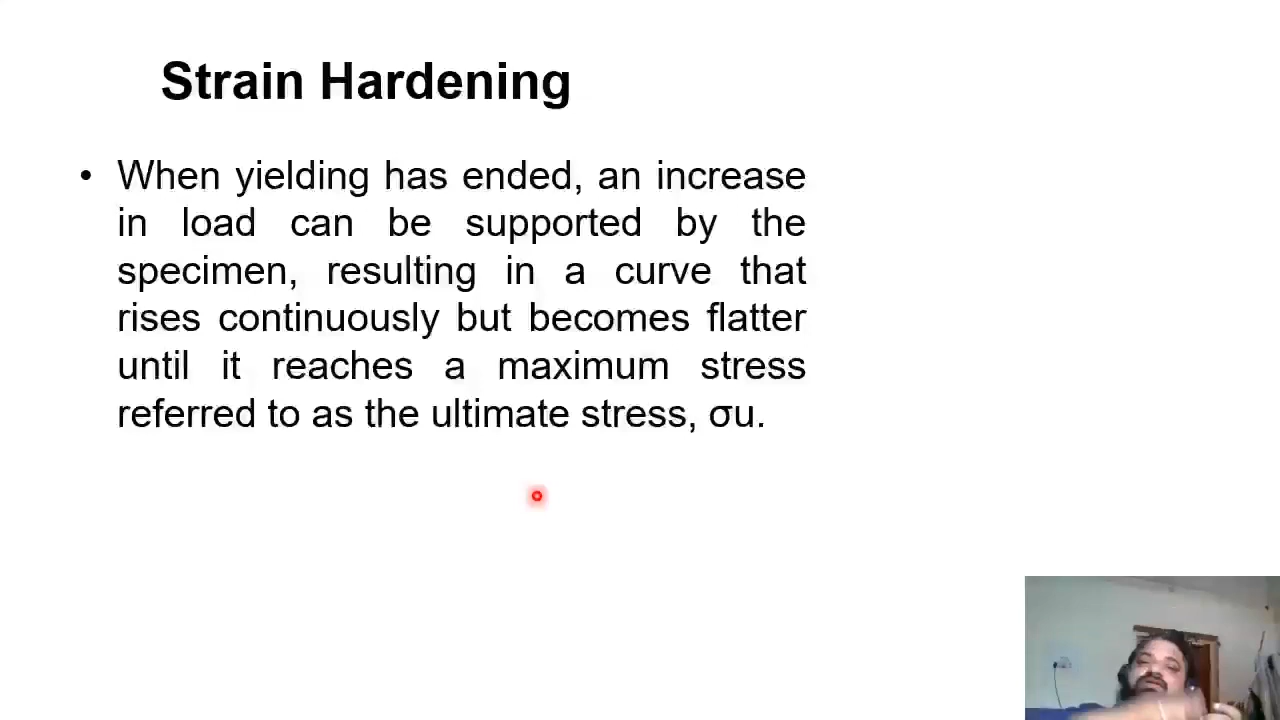 Strain Hardening
• When yielding has ended, an increase
in load can be supported by the
specimen, resulting in a curve that
rises continuously but becomes flatter
until it reaches a maximum stress
referred to as the ultimate stress, σu.